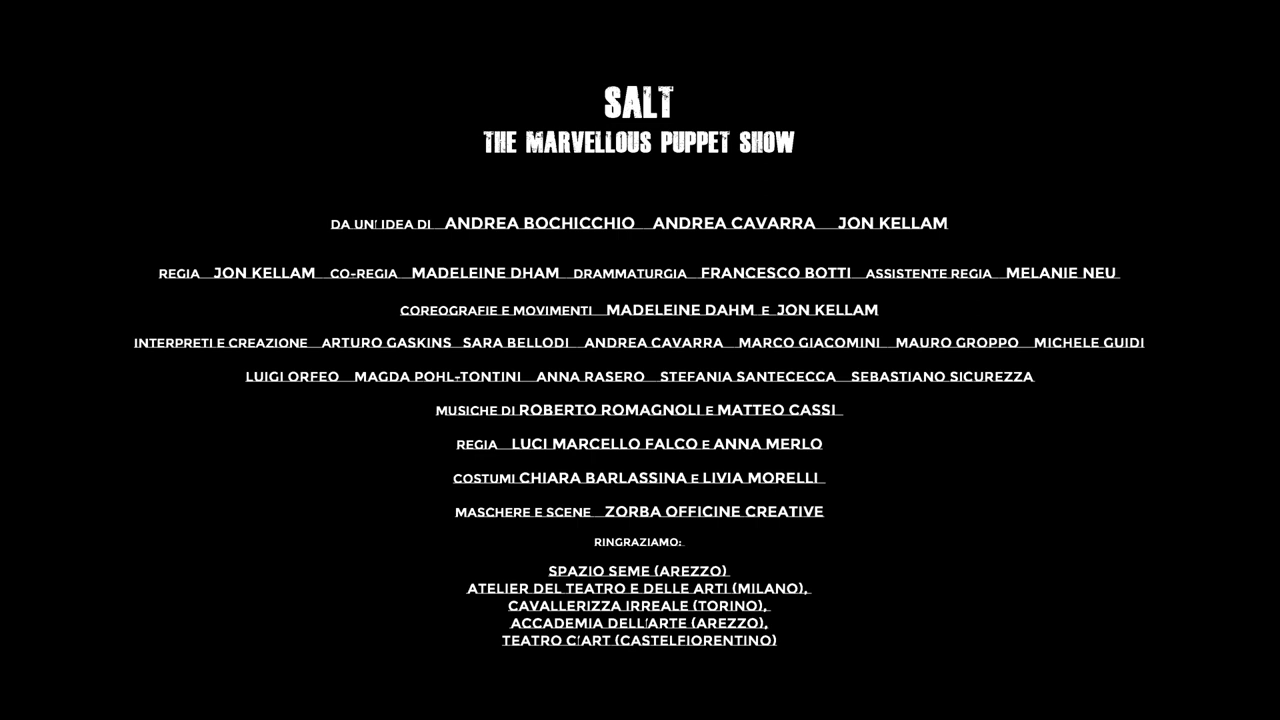 SALT
THE MARVELLOUS PUPPET SHOW
DA UN' IDEA DI ANDREA BOCHICCHIO ANDREA CAVARRA JON KELLAM
REGIA JON KELLAM CO-REGIA MADELEINE DHAM DRAMMATURGIA FRANCESCO BOTTI ASSISTENTE REGIA MELANIE NEU
COREOGRAFIE E MOVIMENTI MADELEINE DAHM E JON KELLAM
INTERPRETI E CREAZIONE ARTURO GASKINS SARA BELLODI ANDREA CAVARRA MARCO GIACOMINI MAURO GROPPO MICHELE GUIDI
LUIGI ORFEO MAGDA POHL-TONTINI ANNA RASERO STEFANIA SANTECECCA SEBASTIANO SICUREZZA
MUSICHE DI ROBERTO ROMAGNOLI E MATTEO CASSI
REGIA LUCI MARCELLO FALCO E ANNA MERLO
COSTUMI CHIARA BARLASSINA E LIVIA MORELLI
MASCHERE E SCENE ZORBA OFFICINE CREATIVE
RINGRAZIAMO:
SPAZIO SEME (AREZZO)
ATELIER DEL TEATRO E DELLE ARTI (MILANO),
CAVALLERIZZA IRREALE (TORINO),
ACCADEMIA DELL'ARTE (AREZZO),
TEATRO C'ART (CASTELFIORENTINO)